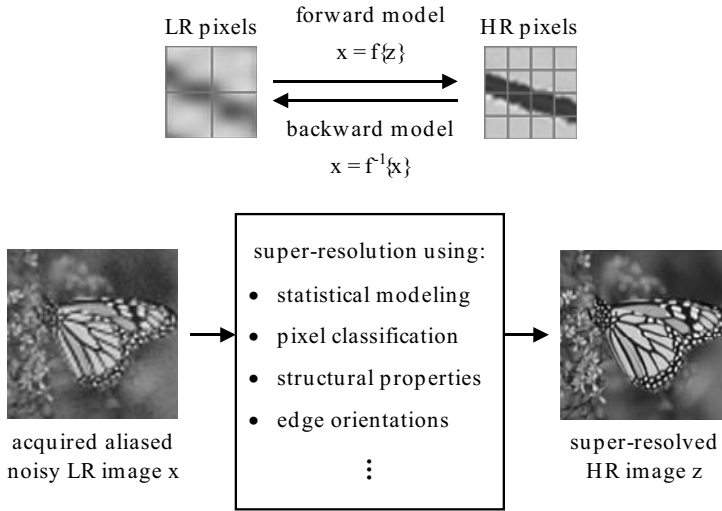 LR pixels
forward model
HR pixels
x = f{z}
backward model
x = f⁻¹{x}
super-resolution using:
• statistical modeling
• pixel classification
• structural properties
• edge orientations
⋮
acquired aliased
noisy LR image x
super-resolved
HR image z